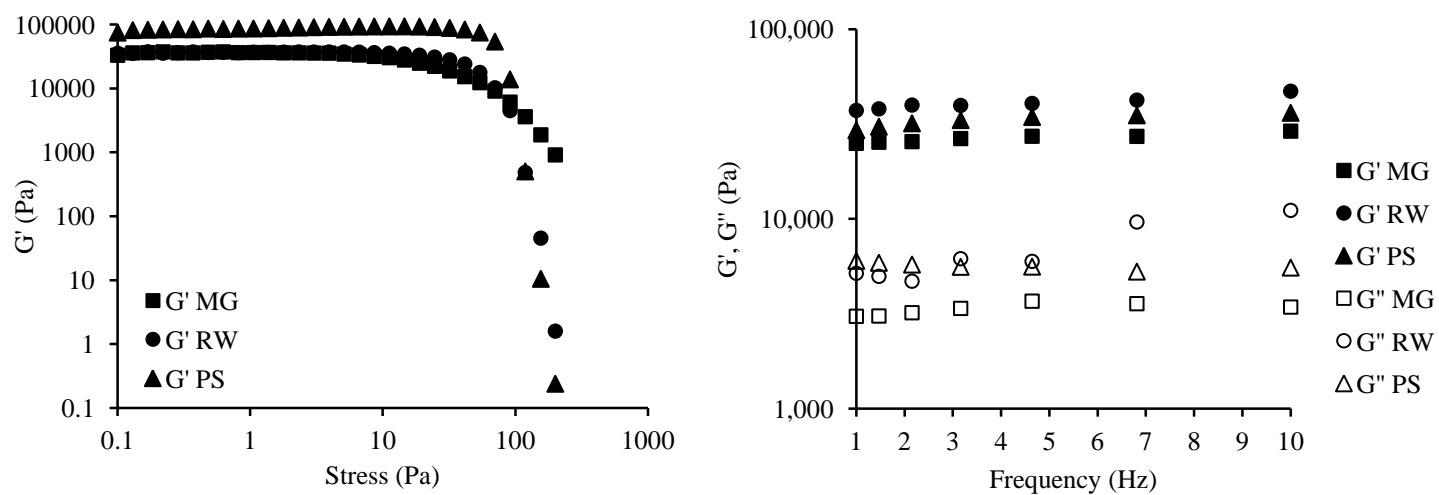 100000
10000
1000
100
10
1
0.1
G' (Pa)
G' MG
G' RW
G' PS
0.1 1 10 100 1000
Stress (Pa)
100,000
10,000
1,000
G', G'' (Pa)
1 2 3 4 5 6 7 8 9 10
Frequency (Hz)
G' MG
G' RW
G' PS
G'' MG
G'' RW
G'' PS